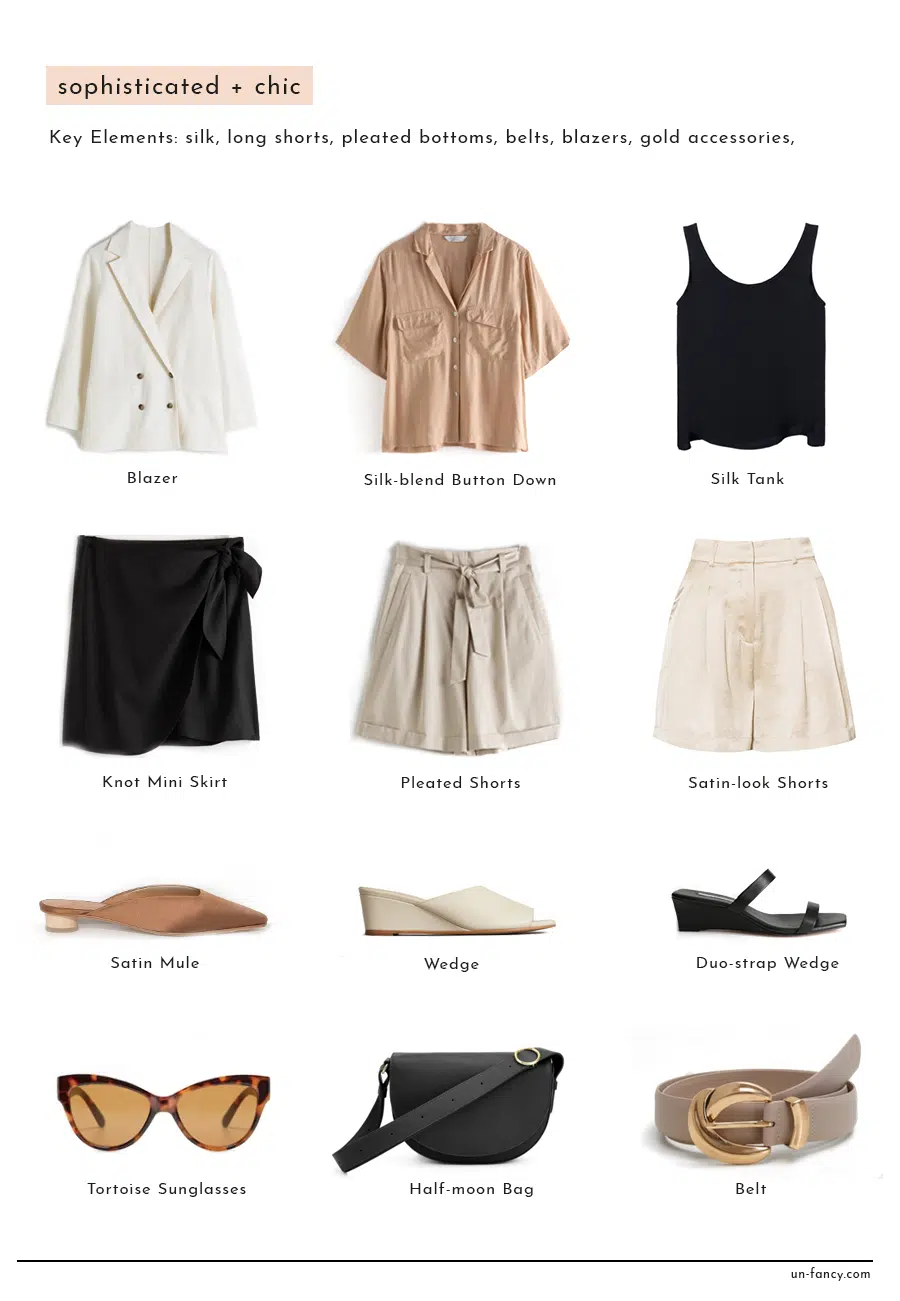 sophisticated + chic
Key Elements: silk, long shorts, pleated bottoms, belts, blazers, gold accessories,
Blazer
Silk-blend Button Down
Silk Tank
Knot Mini Skirt
Pleated Shorts
Satin-look Shorts
Satin Mule
Wedge
Duo-strap Wedge
Tortoise Sunglasses
Half-moon Bag
Belt
un-fancy.com